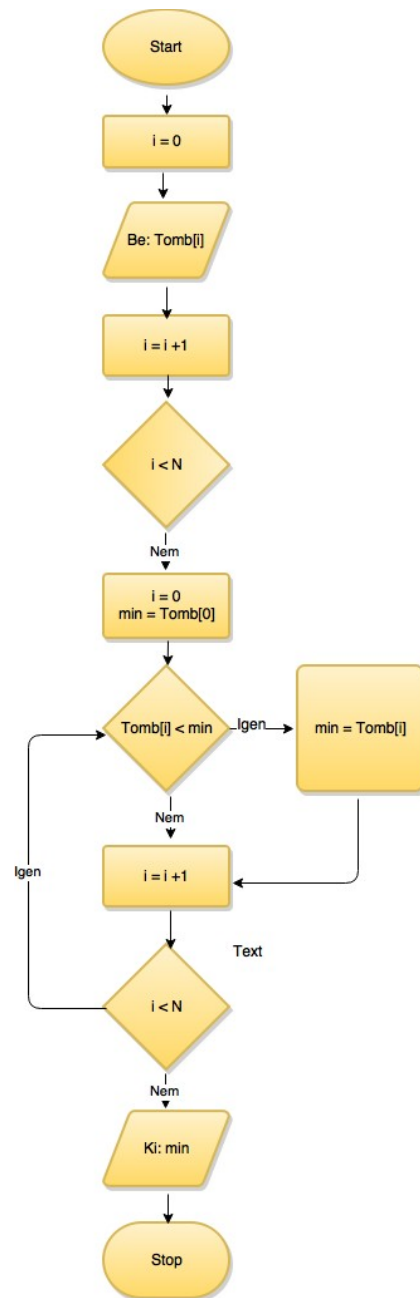 Start
i = 0
Be: Tomb[i]
i = i +1
i < N
Nem
i = 0
min = Tomb[0]
Tomb[i] < min
Igen
min = Tomb[i]
Nem
i = i +1
Igen
Text
i < N
Nem
Ki: min
Stop